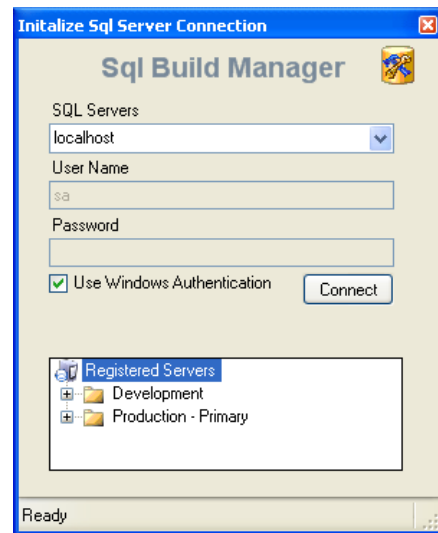 Initalize Sql Server Connection
Sql Build Manager
SQL Servers
localhost
User Name
sa
Password
Use Windows Authentication
Connect
Registered Servers
Development
Production - Primary
Ready